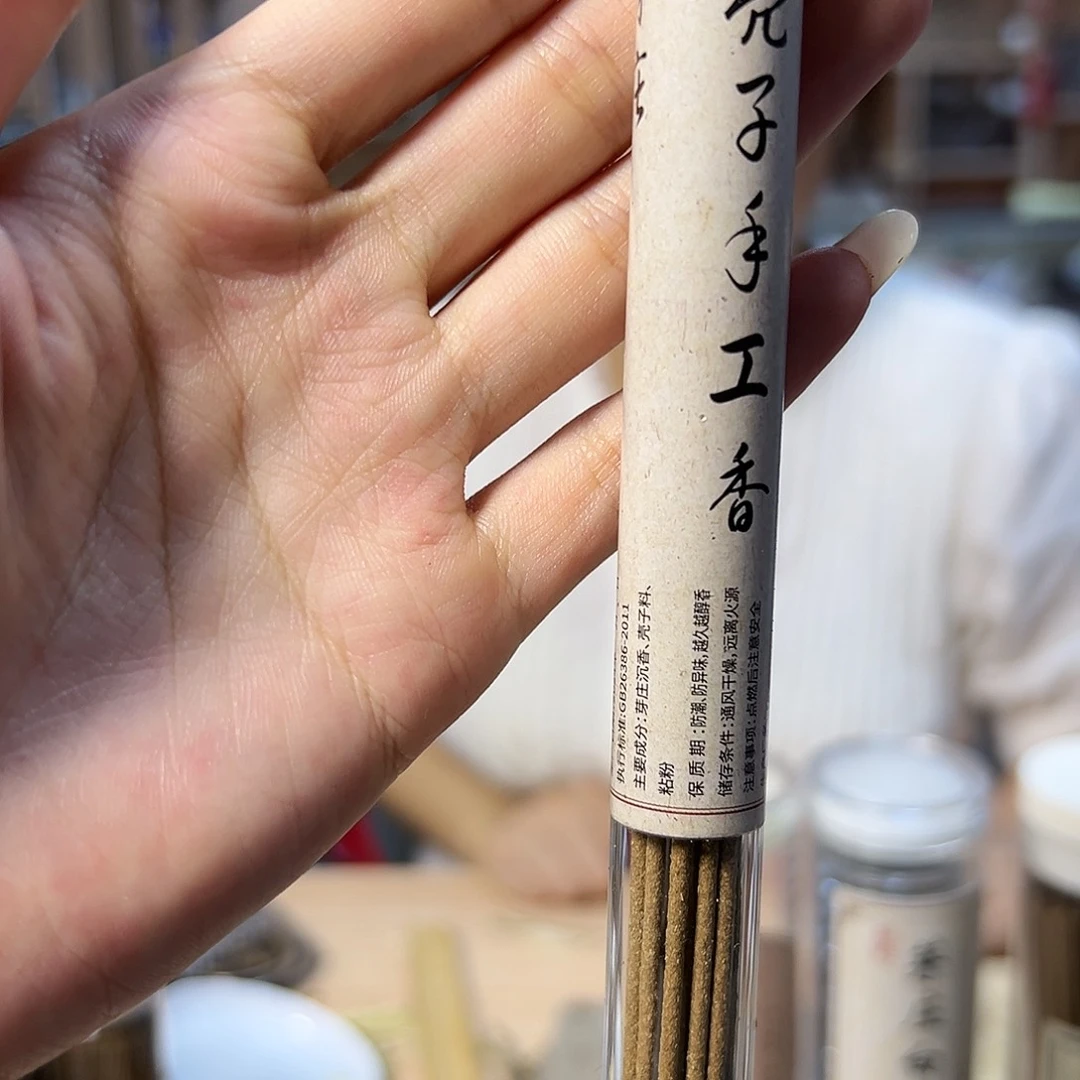 壳子手工香
执行标准:GB26386-2011
主要成分:芽庄沉香、壳子料、
粘粉
保质期:防潮、防异味,越久越醇香
储存条件:通风干燥,远离火源
注意事项:点燃后注意安全